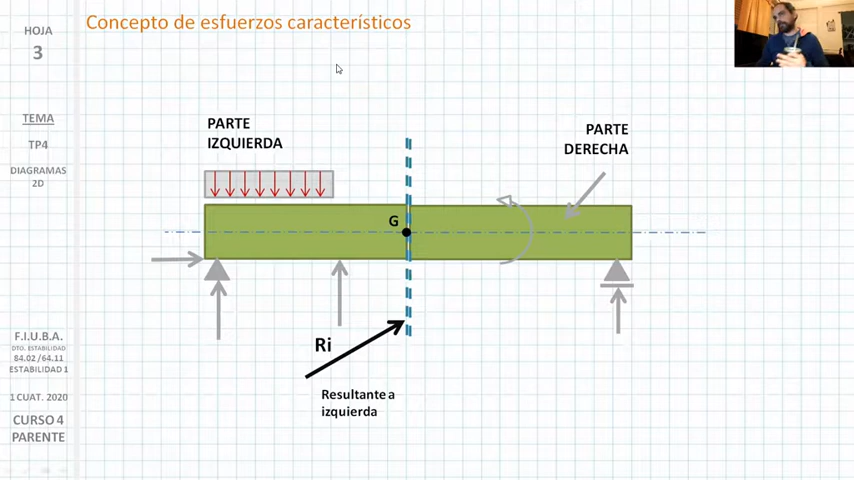 Concepto de esfuerzos característicos
HOJA
3
TEMA
TP4
DIAGRAMAS
2D
F.I.U.B.A.
DTO. ESTABILIDAD
84.02 /64.11
ESTABILIDAD 1
1 CUAT. 2020
CURSO 4
PARENTE
PARTE
IZQUIERDA
PARTE
DERECHA
G
Ri
Resultante a
izquierda